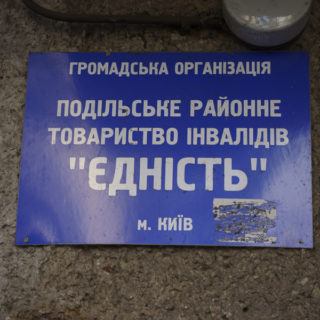 ГРОМАДСЬКА ОРГАНІЗАЦІЯ
ПОДІЛЬСЬКЕ РАЙОННЕ
ТОВАРИСТВО ІНВАЛІДІВ
"ЄДНІСТЬ"
м. КИЇВ